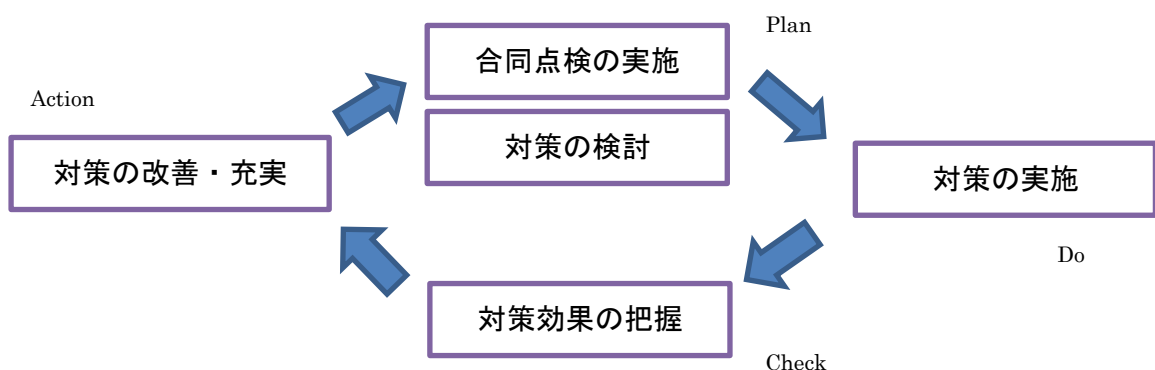 Plan
合同点検の実施
対策の検討
対策の実施
Do
対策効果の把握
Check
Action
対策の改善・充実